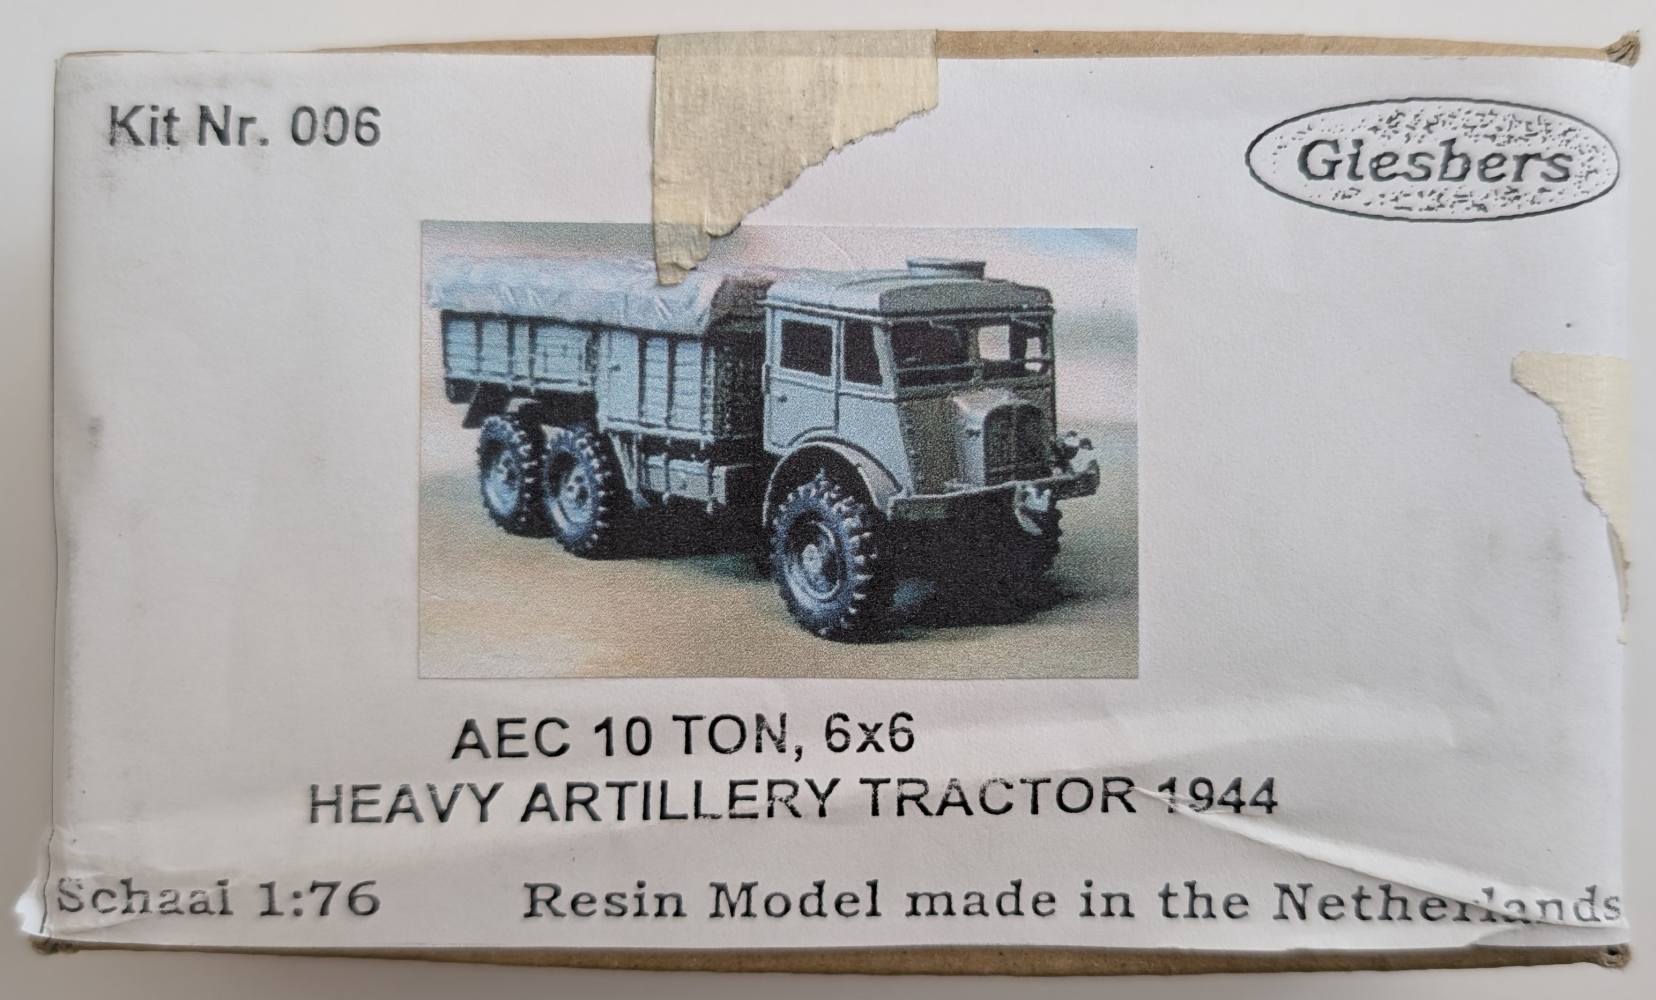 Kit Nr. 006
Giesbers
AEC 10 TON, 6x6
HEAVY ARTILLERY TRACTOR 1944
Schaal 1:76 Resin Model made in the Netherlands